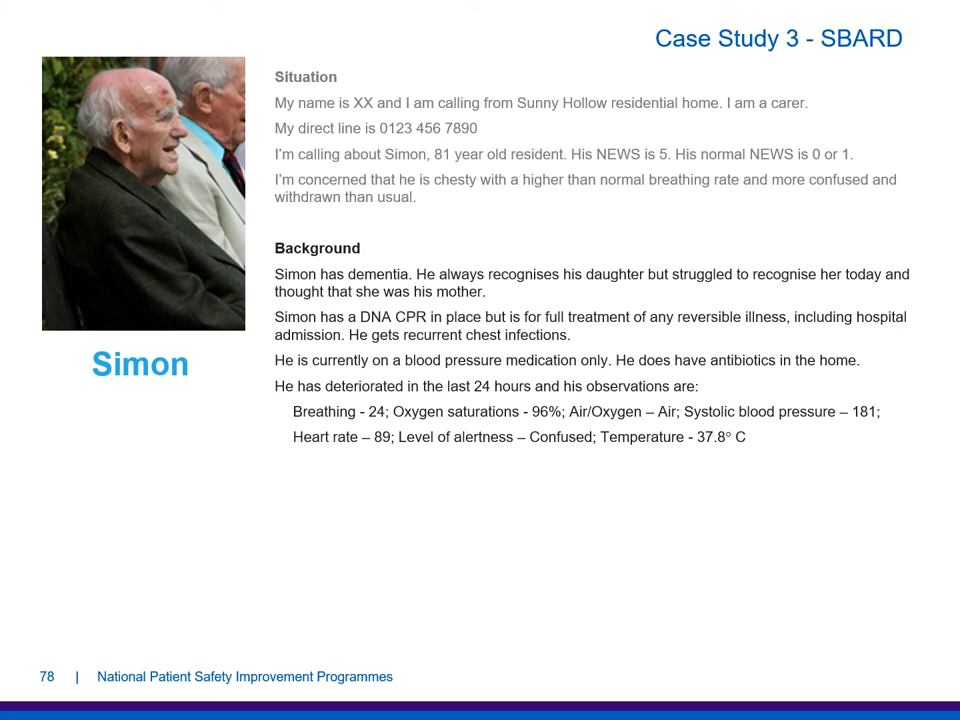 Case Study 3 - SBARD
Situation
My name is XX and I am calling from Sunny Hollow residential home. I am a carer.
My direct line is 0123 456 7890
I’m calling about Simon, 81 year old resident. His NEWS is 5. His normal NEWS is 0 or 1.
I’m concerned that he is chesty with a higher than normal breathing rate and more confused and
withdrawn than usual.
Background
Simon has dementia. He always recognises his daughter but struggled to recognise her today and
thought that she was his mother.
Simon has a DNA CPR in place but is for full treatment of any reversible illness, including hospital
admission. He gets recurrent chest infections.
He is currently on a blood pressure medication only. He does have antibiotics in the home.
He has deteriorated in the last 24 hours and his observations are:
Breathing - 24; Oxygen saturations - 96%; Air/Oxygen – Air; Systolic blood pressure – 181;
Heart rate – 89; Level of alertness – Confused; Temperature - 37.8° C
Simon
78 | National Patient Safety Improvement Programmes